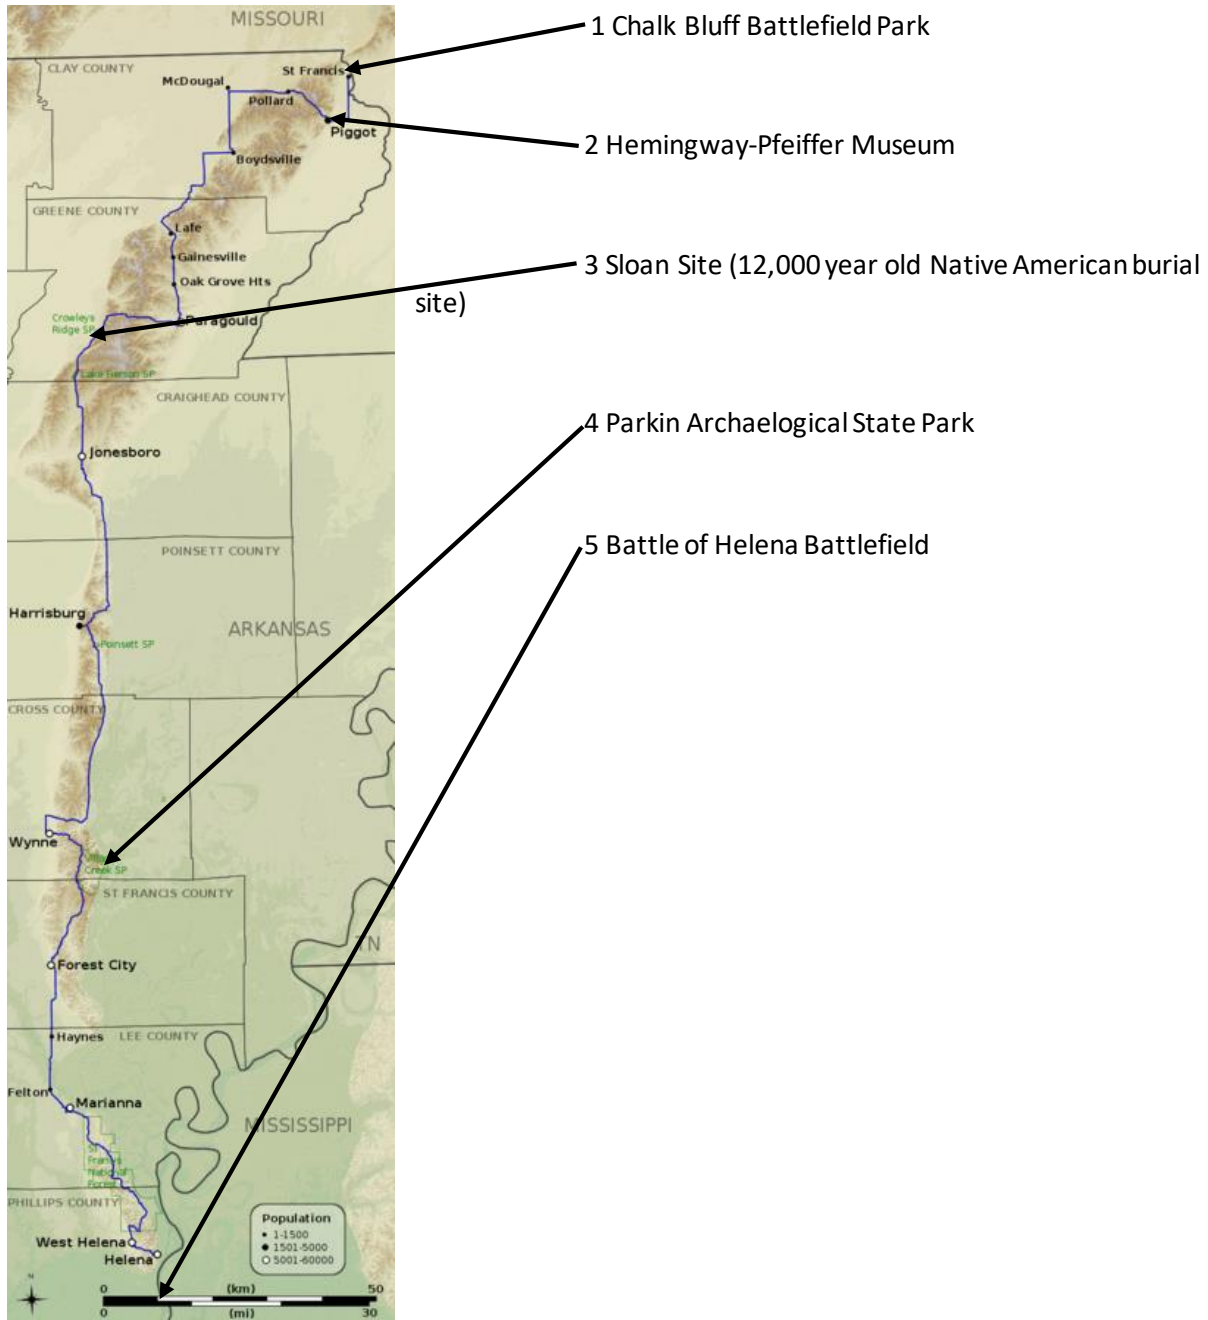 MISSOURI
1 Chalk Bluff Battlefield Park
CLAY COUNTY
St Francis
McDougal
Pollard
Piggot
2 Hemingway-Pfeiffer Museum
Boydsville
GREENE COUNTY
Lafe
Gainesville
3 Sloan Site (12,000 year old Native American burial
site)
Oak Grove Hts
Crowleys
Ridge SP
Paragould
CRAIGHEAD COUNTY
4 Parkin Archaelogical State Park
Jonesboro
5 Battle of Helena Battlefield
POINSETT COUNTY
Harrisburg
ARKANSAS
Poinsett SP
CROSS COUNTY
Wynne
Creek SP
ST FRANCIS COUNTY
TN
Forest City
Haynes
LEE COUNTY
Felton
Marianna
MISSISSIPPI
St
Francis
National
Forest
PHILLIPS COUNTY
Population
1-1500
1501-5000
5001-60000
West Helena
Helena
N
0 (km) 50
0 (mi) 30